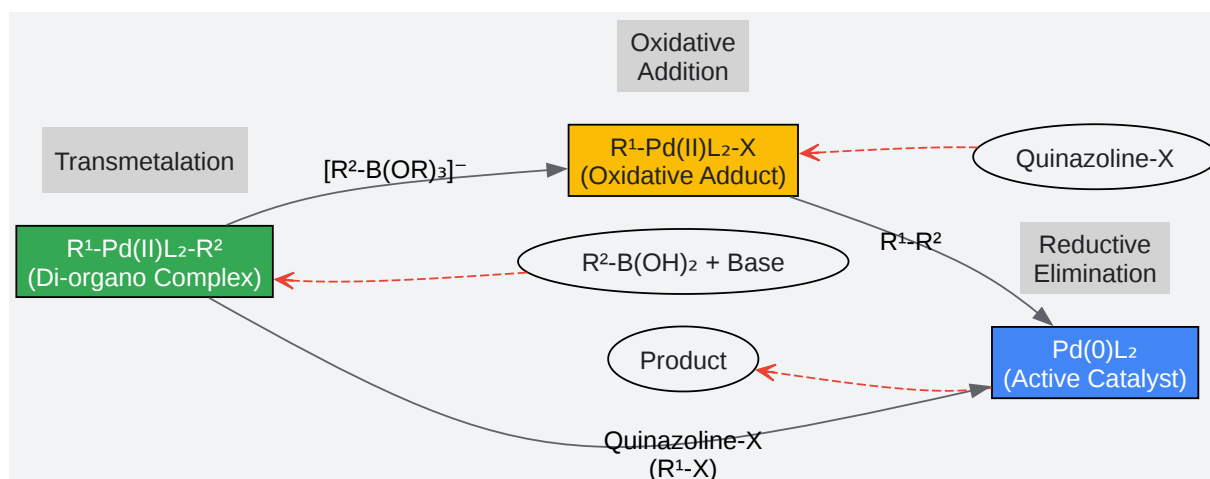 Oxidative
Addition
Transmetalation
[R²-B(OR)₃]⁻
R¹-Pd(II)L₂-X
(Oxidative Adduct)
Quinazoline-X
R¹-Pd(II)L₂-R²
(Di-organo Complex)
R²-B(OH)₂ + Base
R¹-R²
Reductive
Elimination
Product
Pd(0)L₂
(Active Catalyst)
Quinazoline-X
(R¹-X)